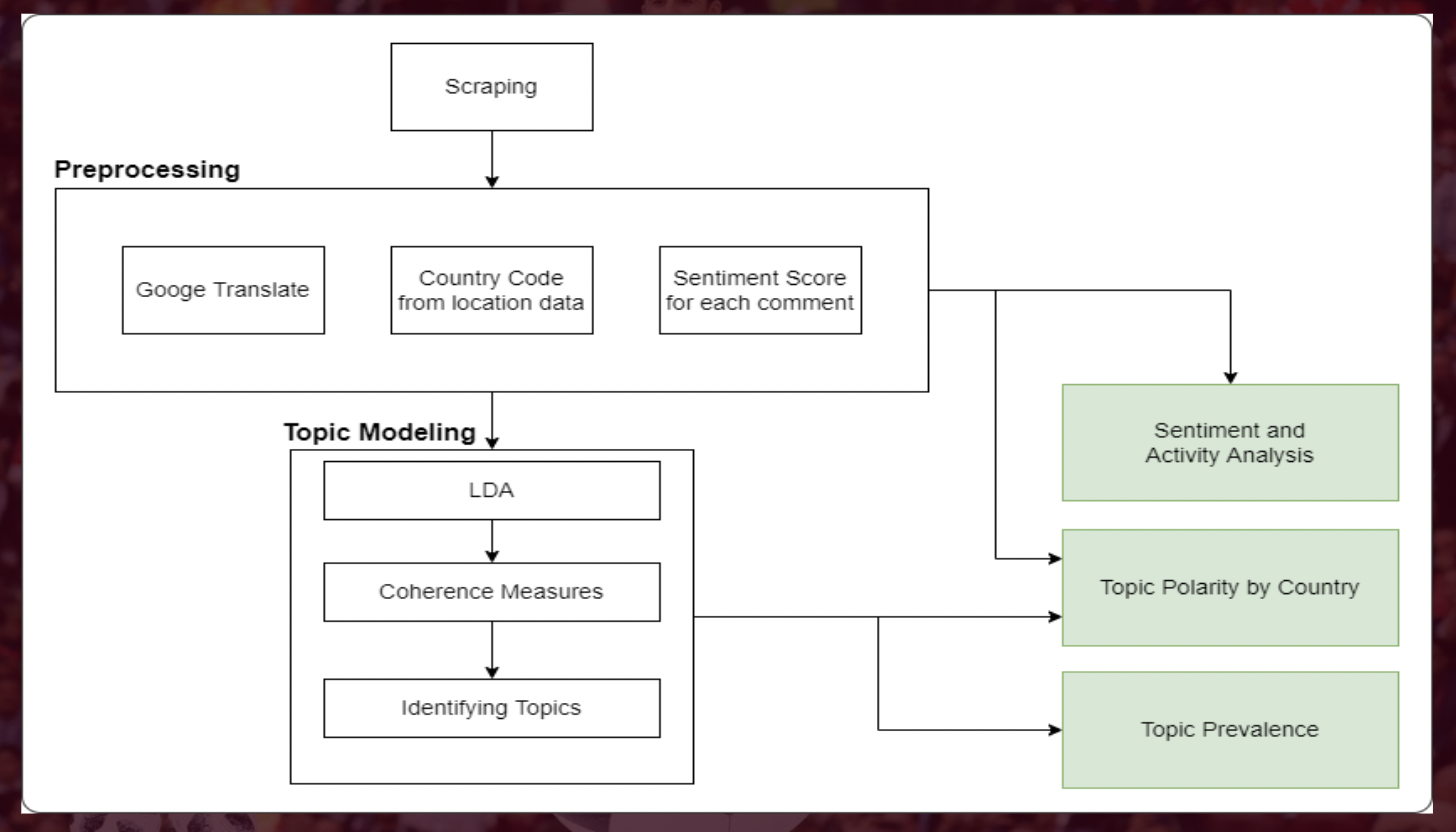 Scraping
Preprocessing
Googe Translate
Country Code
from location data
Sentiment Score
for each comment
Topic Modeling
LDA
Coherence Measures
Identifying Topics
Sentiment and
Activity Analysis
Topic Polarity by Country
Topic Prevalence